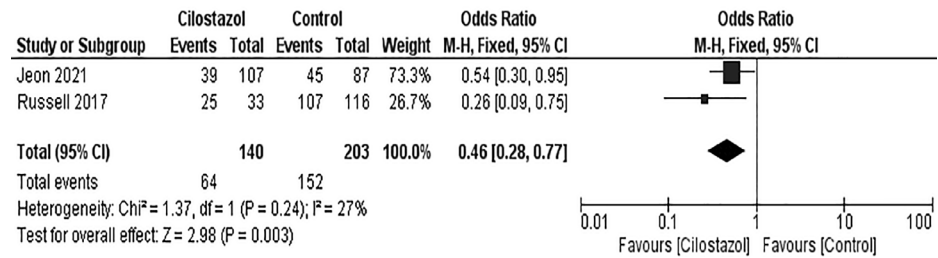 Cilostazol Control Odds Ratio Odds Ratio
Study or Subgroup Events Total Events Total Weight M-H, Fixed, 95% CI M-H, Fixed, 95% CI
Jeon 2021 39 107 45 87 73.3% 0.54 [0.30, 0.95]
Russell 2017 25 33 107 116 26.7% 0.26 [0.09, 0.75]
Total (95% CI) 140 203 100.0% 0.46 [0.28, 0.77]
Total events 64 152
Heterogeneity: Chi² = 1.37, df = 1 (P = 0.24); I² = 27%
Test for overall effect: Z = 2.98 (P = 0.003)
0.01 0.1 1 10 100
Favours [Cilostazol] Favours [Control]